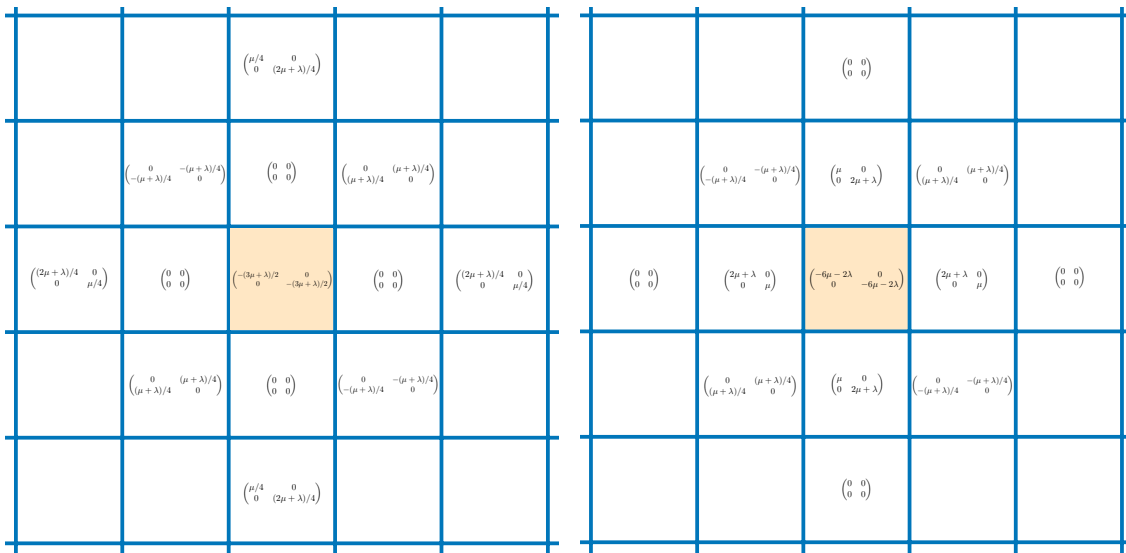 (μ/4 0
0 (2μ + λ)/4)
(0 −(μ + λ)/4
−(μ + λ)/4 0)
(0 0
0 0)
(0 (μ + λ)/4
(μ + λ)/4 0)
((2μ + λ)/4 0
0 μ/4)
(0 0
0 0)
(−(3μ + λ)/2 0
0 −(3μ + λ)/2)
(0 0
0 0)
((2μ + λ)/4 0
0 μ/4)
(0 (μ + λ)/4
(μ + λ)/4 0)
(0 0
0 0)
(0 −(μ + λ)/4
−(μ + λ)/4 0)
(μ/4 0
0 (2μ + λ)/4)
(0 0
0 0)
(0 −(μ + λ)/4
−(μ + λ)/4 0)
(μ 0
0 2μ + λ)
(0 (μ + λ)/4
(μ + λ)/4 0)
(0 0
0 0)
(2μ + λ 0
0 μ)
(−6μ − 2λ 0
0 −6μ − 2λ)
(2μ + λ 0
0 μ)
(0 0
0 0)
(0 (μ + λ)/4
(μ + λ)/4 0)
(μ 0
0 2μ + λ)
(0 −(μ + λ)/4
−(μ + λ)/4 0)
(0 0
0 0)